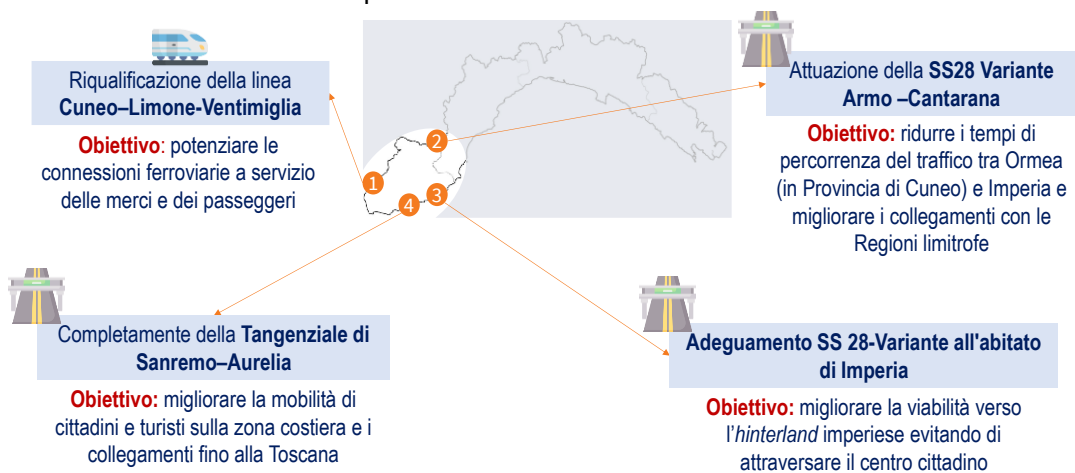 Riqualificazione della linea
Cuneo–Limone-Ventimiglia
Obiettivo: potenziare le
connessioni ferroviarie a servizio
delle merci e dei passeggeri
Attuazione della SS28 Variante
Armo –Cantarana
Obiettivo: ridurre i tempi di
percorrenza del traffico tra Ormea
(in Provincia di Cuneo) e Imperia e
migliorare i collegamenti con le
Regioni limitrofe
2
1
3
4
Completamente della Tangenziale di
Sanremo–Aurelia
Obiettivo: migliorare la mobilità di
cittadini e turisti sulla zona costiera e i
collegamenti fino alla Toscana
Adeguamento SS 28-Variante all'abitato
di Imperia
Obiettivo: migliorare la viabilità verso
l’hinterland imperiese evitando di
attraversare il centro cittadino